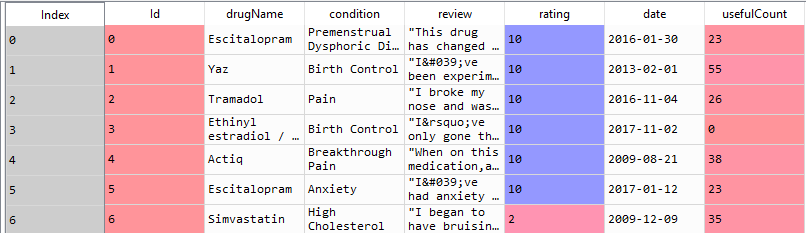 Index Id drugName condition review rating date usefulCount
0 0 Escitalopram Premenstrual Dysphoric Di… "This drug has changed … 10 2016-01-30 23
1 1 Yaz Birth Control "I&#039;ve been experim… 10 2013-02-01 55
2 2 Tramadol Pain "I broke my nose and was… 10 2016-11-04 26
3 3 Ethinyl estradiol / … Birth Control "I&rsquo;ve only gone th… 10 2017-11-02 0
4 4 Actiq Breakthrough Pain "When on this medication,a… 10 2009-08-21 38
5 5 Escitalopram Anxiety "I&#039;ve had anxiety … 10 2017-01-12 23
6 6 Simvastatin High Cholesterol "I began to have bruisin… 2 2009-12-09 35